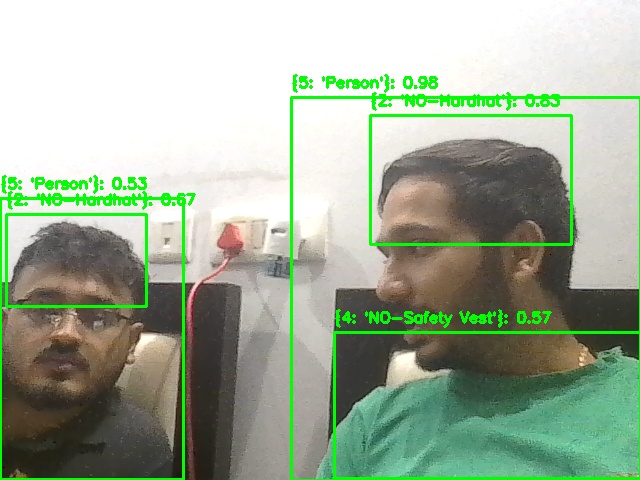 {5: 'Person'}: 0.98
{2: 'NO-Hardhat'}: 0.83
{5: 'Person'}: 0.53
{2: 'NO-Hardhat'}: 0.67
{4: 'NO-Safety Vest'}: 0.57